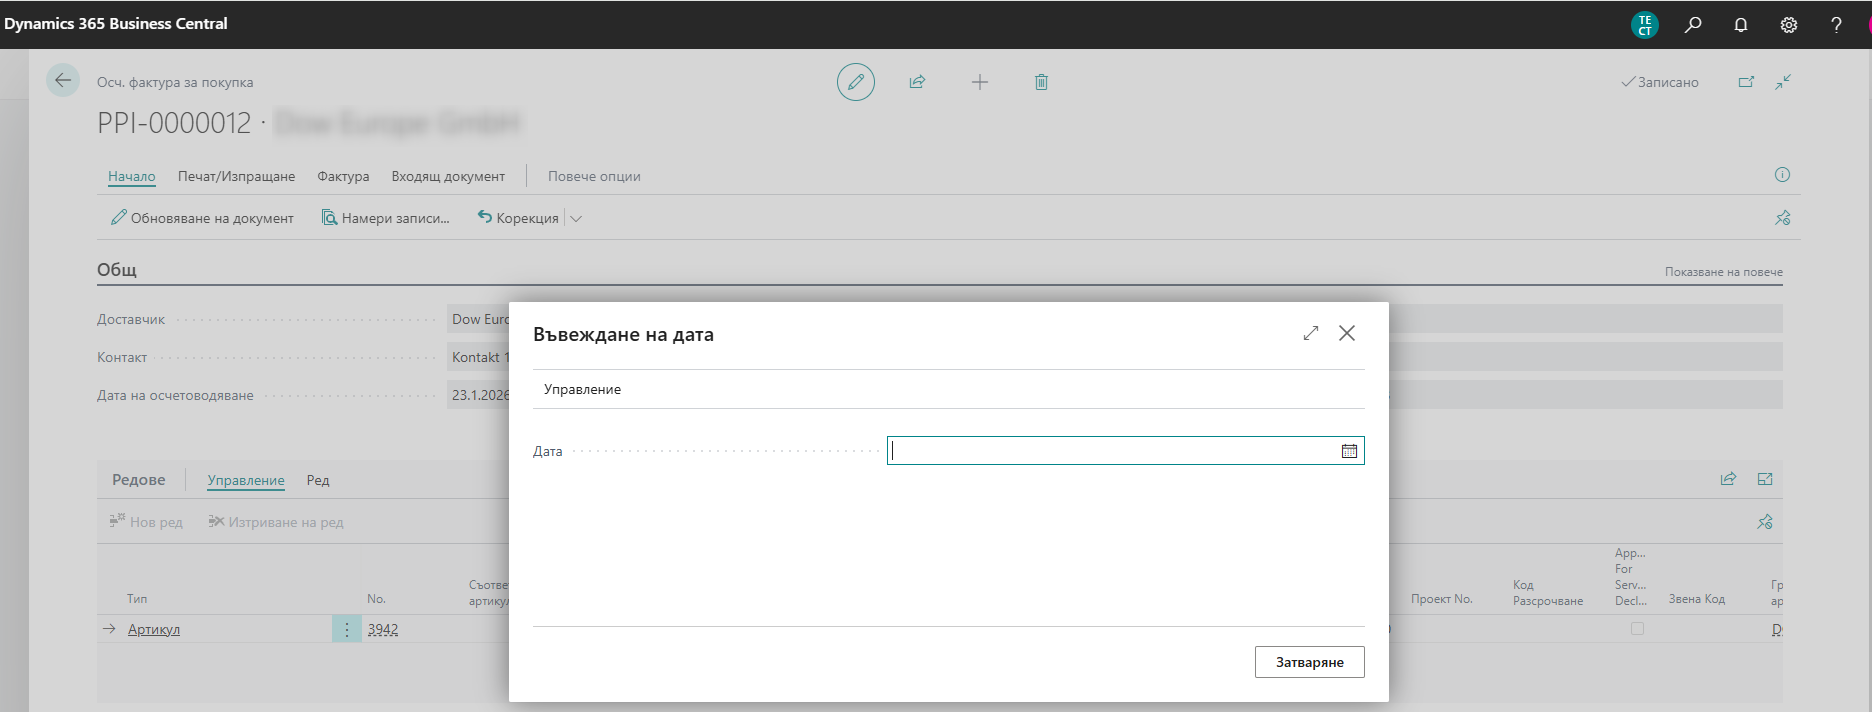 Dynamics 365 Business Central
TE
CT
Осч. фактура за покупка
Записано
PPI-0000012 ·
Начало Печат/Изпращане Фактура Входящ документ Повече опции
Обновяване на документ Намери записи... Корекция
Общ Показване на повече
Доставчик Dow Euro
Контакт Kontakt 1
Дата на осчетоводяване 23.1.2026
Въвеждане на дата
Управление
Дата
Затваряне
Редове Управление Ред
Нов ред Изтриване на ред
Тип No. Съотве
артикул Проект No. Код
Разсрочване App...
For
Serv...
Decl... Звена Код Гр
ар
Артикул 3942